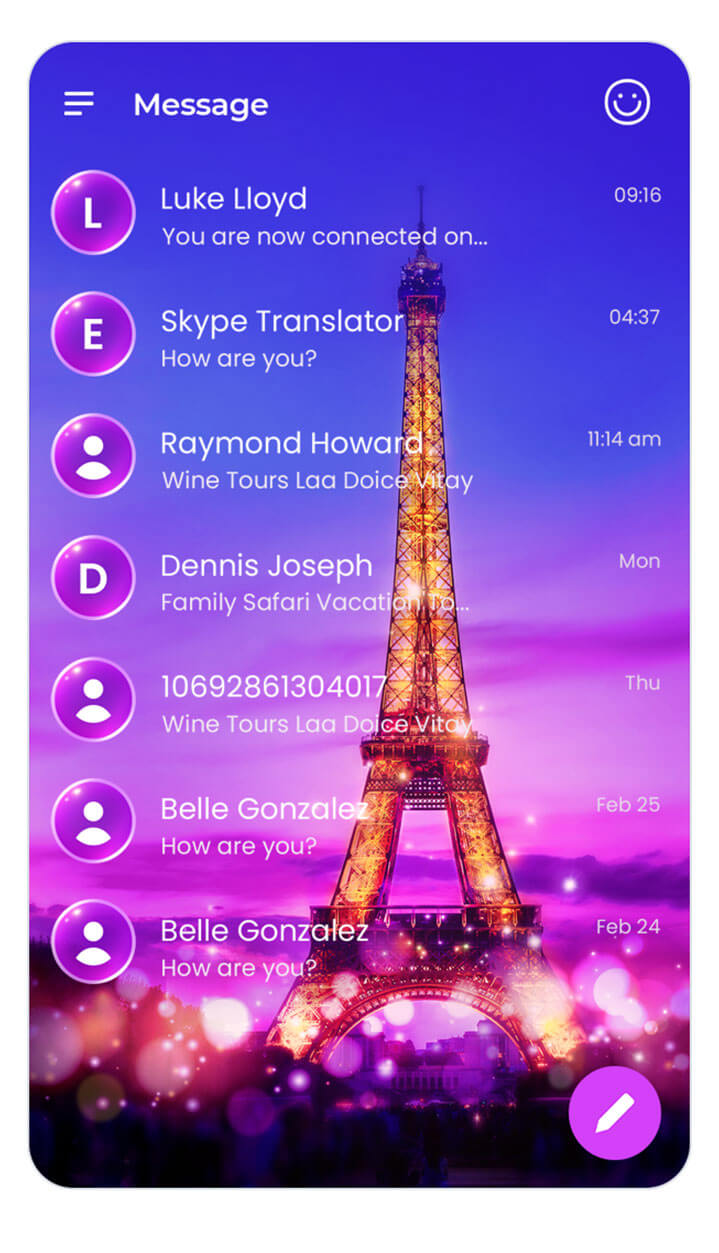 Message
L
Luke Lloyd
09:16
You are now connected on...
E
Skype Translator
04:37
How are you?
Raymond Howard
11:14 am
Wine Tours Laa Doice Vitay
D
Dennis Joseph
Mon
Family Safari Vacation To...
10692861304017
Thu
Wine Tours Laa Doice Vitay
Belle Gonzalez
Feb 25
How are you?
Belle Gonzalez
Feb 24
How are you?